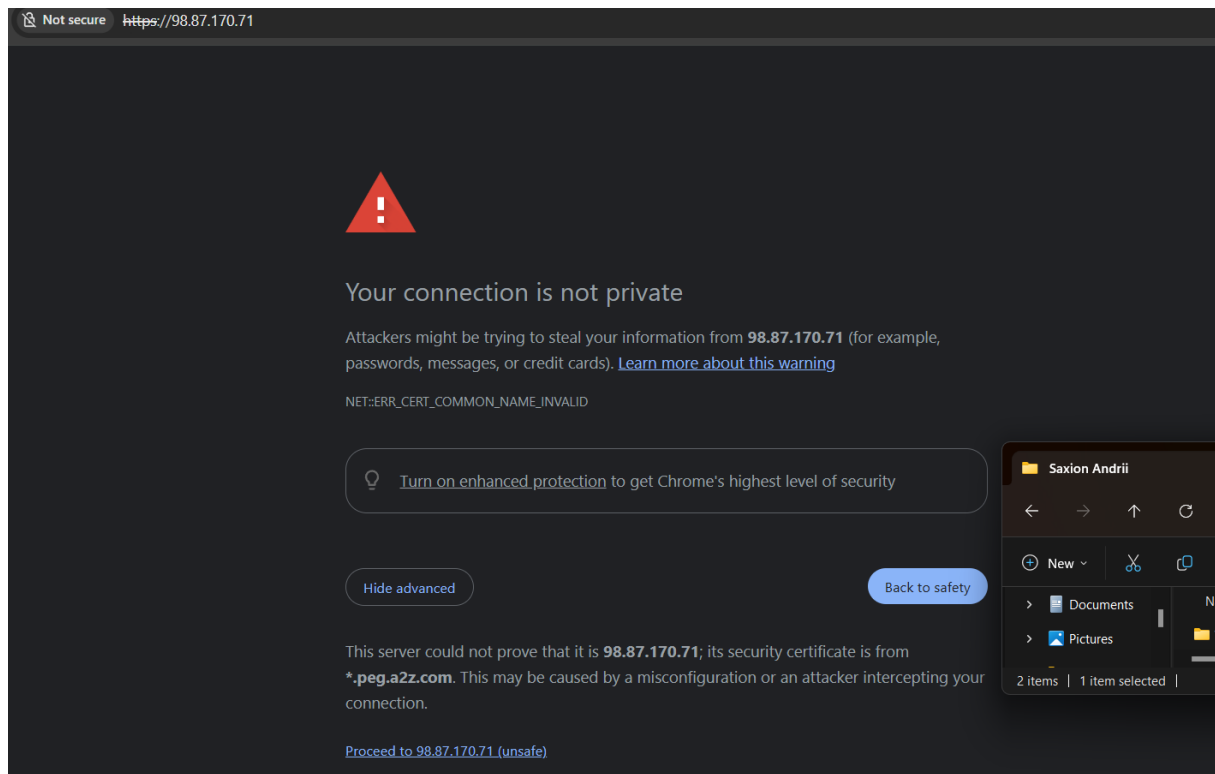 Not secure https://98.87.170.71
Your connection is not private
Attackers might be trying to steal your information from 98.87.170.71 (for example,
passwords, messages, or credit cards). Learn more about this warning
NET::ERR_CERT_COMMON_NAME_INVALID
Turn on enhanced protection to get Chrome's highest level of security
Hide advanced
Back to safety
This server could not prove that it is 98.87.170.71; its security certificate is from
*.peg.a2z.com. This may be caused by a misconfiguration or an attacker intercepting your
connection.
Proceed to 98.87.170.71 (unsafe)
Saxion Andrii
New
Documents
N
Pictures
2 items | 1 item selected |